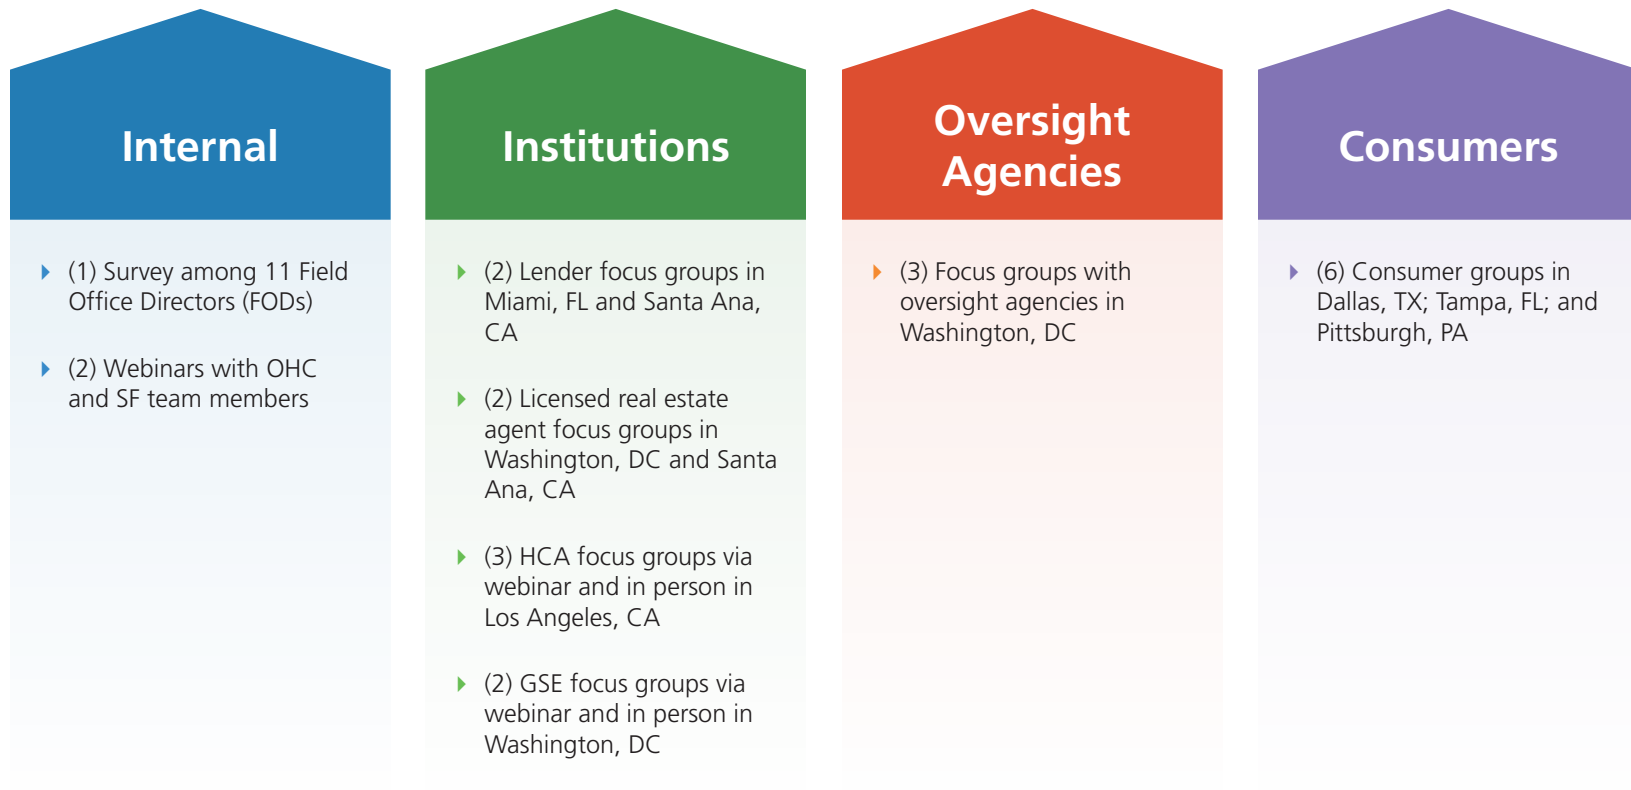 Internal
(1) Survey among 11 Field
Office Directors (FODs)
(2) Webinars with OHC
and SF team members
Institutions
(2) Lender focus groups in
Miami, FL and Santa Ana,
CA
(2) Licensed real estate
agent focus groups in
Washington, DC and Santa
Ana, CA
(3) HCA focus groups via
webinar and in person in
Los Angeles, CA
(2) GSE focus groups via
webinar and in person in
Washington, DC
Oversight
Agencies
(3) Focus groups with
oversight agencies in
Washington, DC
Consumers
(6) Consumer groups in
Dallas, TX; Tampa, FL; and
Pittsburgh, PA